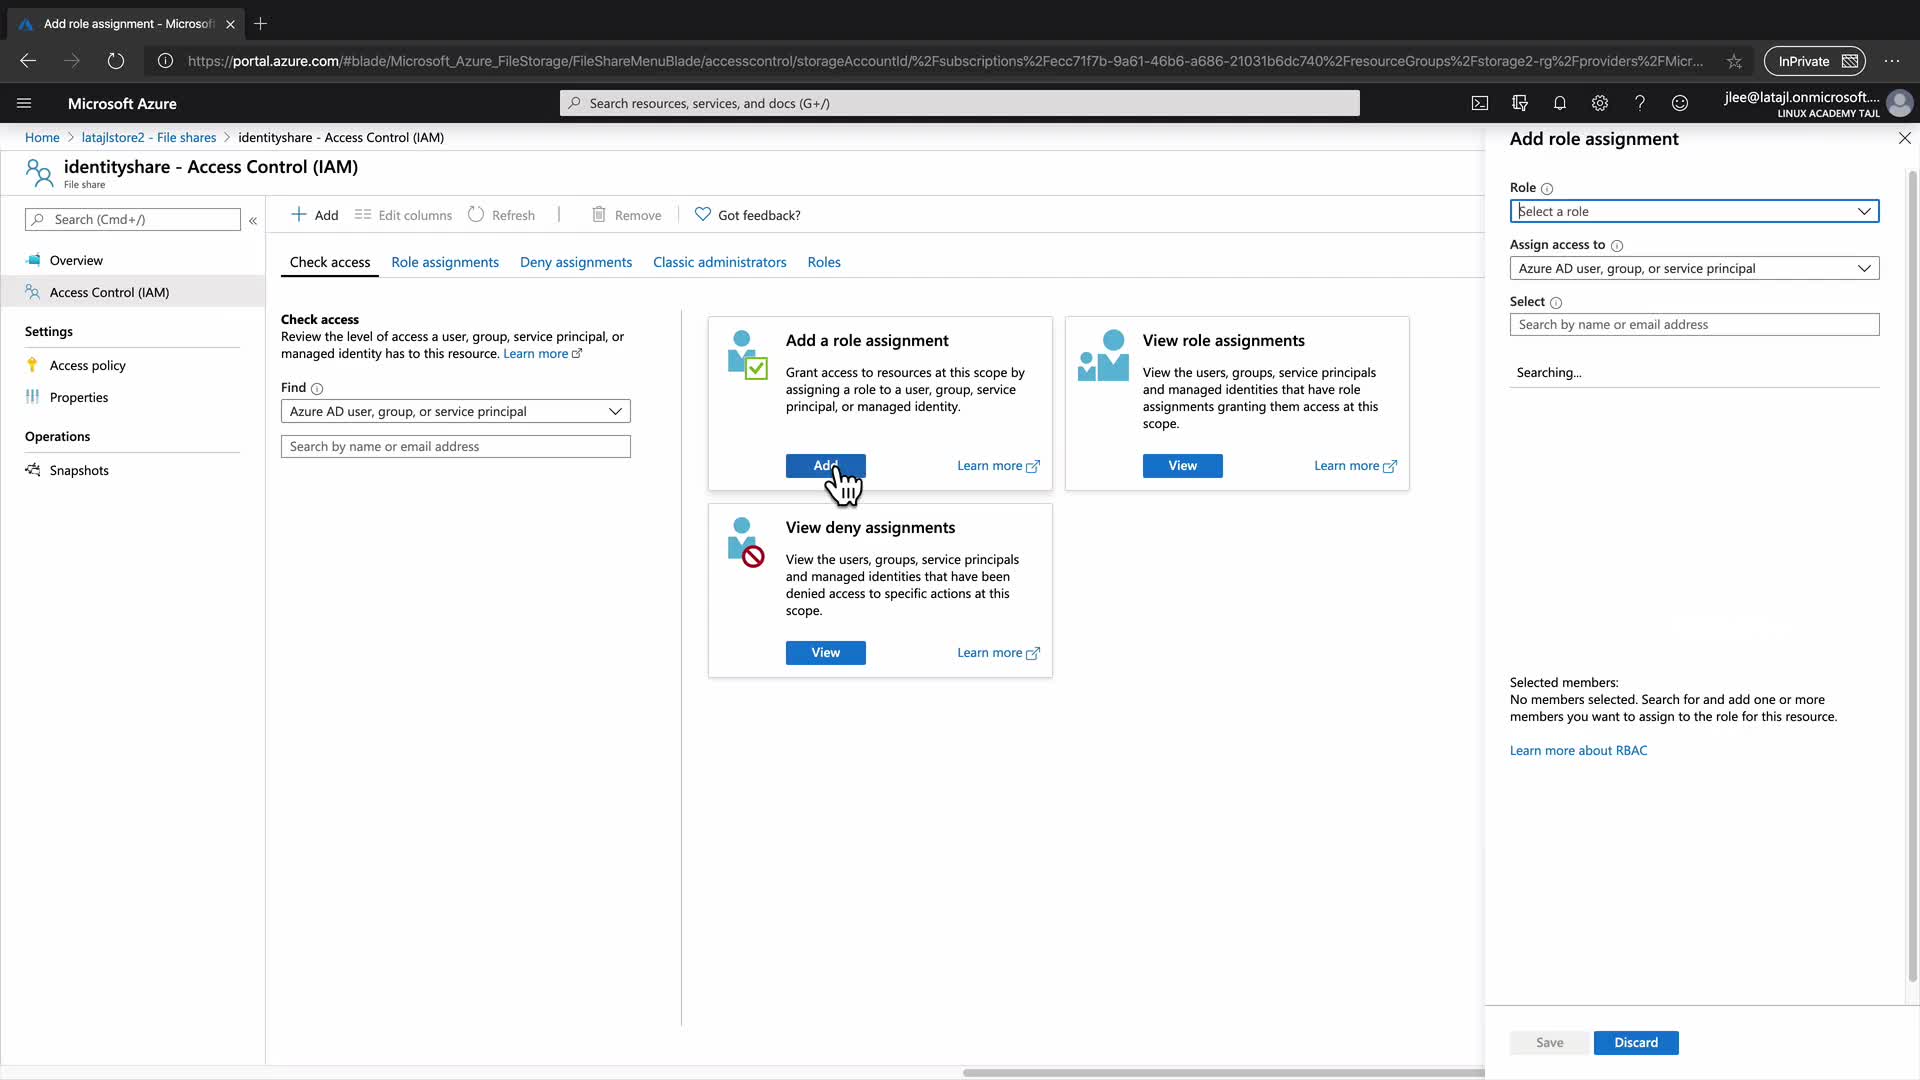 Add role assignment - Microsof
https://portal.azure.com/#blade/Microsoft_Azure_FileStorage/FileShareMenuBlade/accesscontrol/storageAccountId/%2Fsubscriptions%2Fecc71f7b-9a61-46b6-a686-21031b6dc740%2FresourceGroups%2Fstorage2-rg%2Fproviders%2FMicr...
InPrivate
Microsoft Azure
Search resources, services, and docs (G+/)
jlee@latajl.onmicrosoft....
LINUX ACADEMY TAJL
Home > latajlstore2 - File shares > identityshare - Access Control (IAM)
identityshare - Access Control (IAM)
File share
Search (Cmd+/)
Overview
Access Control (IAM)
Settings
Access policy
Properties
Operations
Snapshots
Add
Edit columns
Refresh
Remove
Got feedback?
Check access
Role assignments
Deny assignments
Classic administrators
Roles
Check access
Review the level of access a user, group, service principal, or
managed identity has to this resource. Learn more
Find
Azure AD user, group, or service principal
Search by name or email address
Add a role assignment
Grant access to resources at this scope by
assigning a role to a user, group, service
principal, or managed identity.
Add
Learn more
View role assignments
View the users, groups, service principals
and managed identities that have role
assignments granting them access at this
scope.
View
Learn more
View deny assignments
View the users, groups, service principals
and managed identities that have been
denied access to specific actions at this
scope.
View
Learn more
Add role assignment
Role
Select a role
Assign access to
Azure AD user, group, or service principal
Select
Search by name or email address
Searching...
Selected members:
No members selected. Search for and add one or more
members you want to assign to the role for this resource.
Learn more about RBAC
Save
Discard